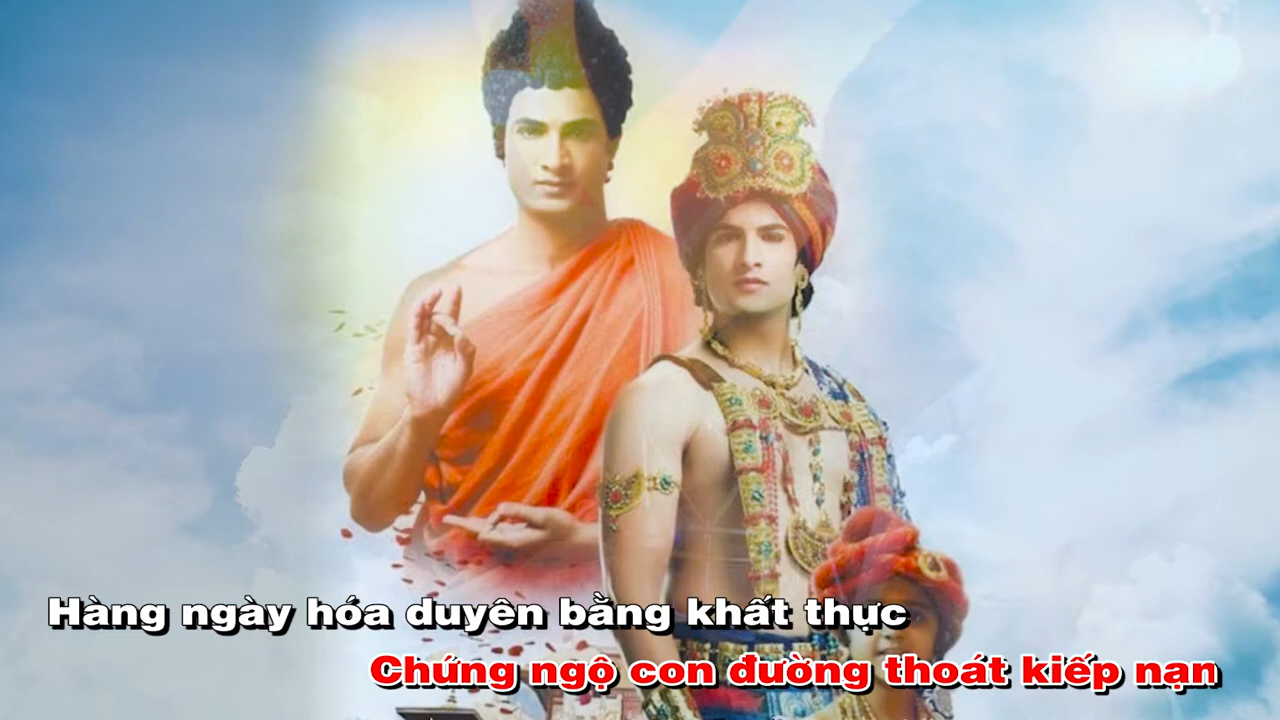 Hàng ngày hóa duyên bằng khất thực
Chứng ngộ con đường thoát kiếp nạn